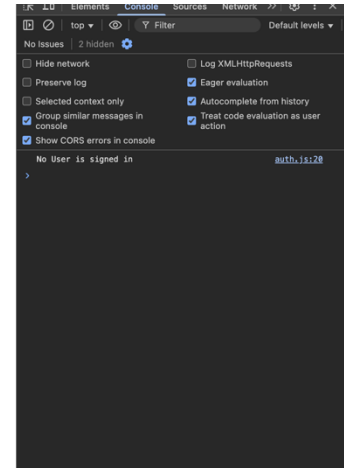 Elements Console Sources Network
top Filter Default levels
No Issues 2 hidden
Hide network Log XMLHttpRequests
Preserve log Eager evaluation
Selected context only Autocomplete from history
Group similar messages in console Treat code evaluation as user action
Show CORS errors in console
No User is signed in auth.js:20